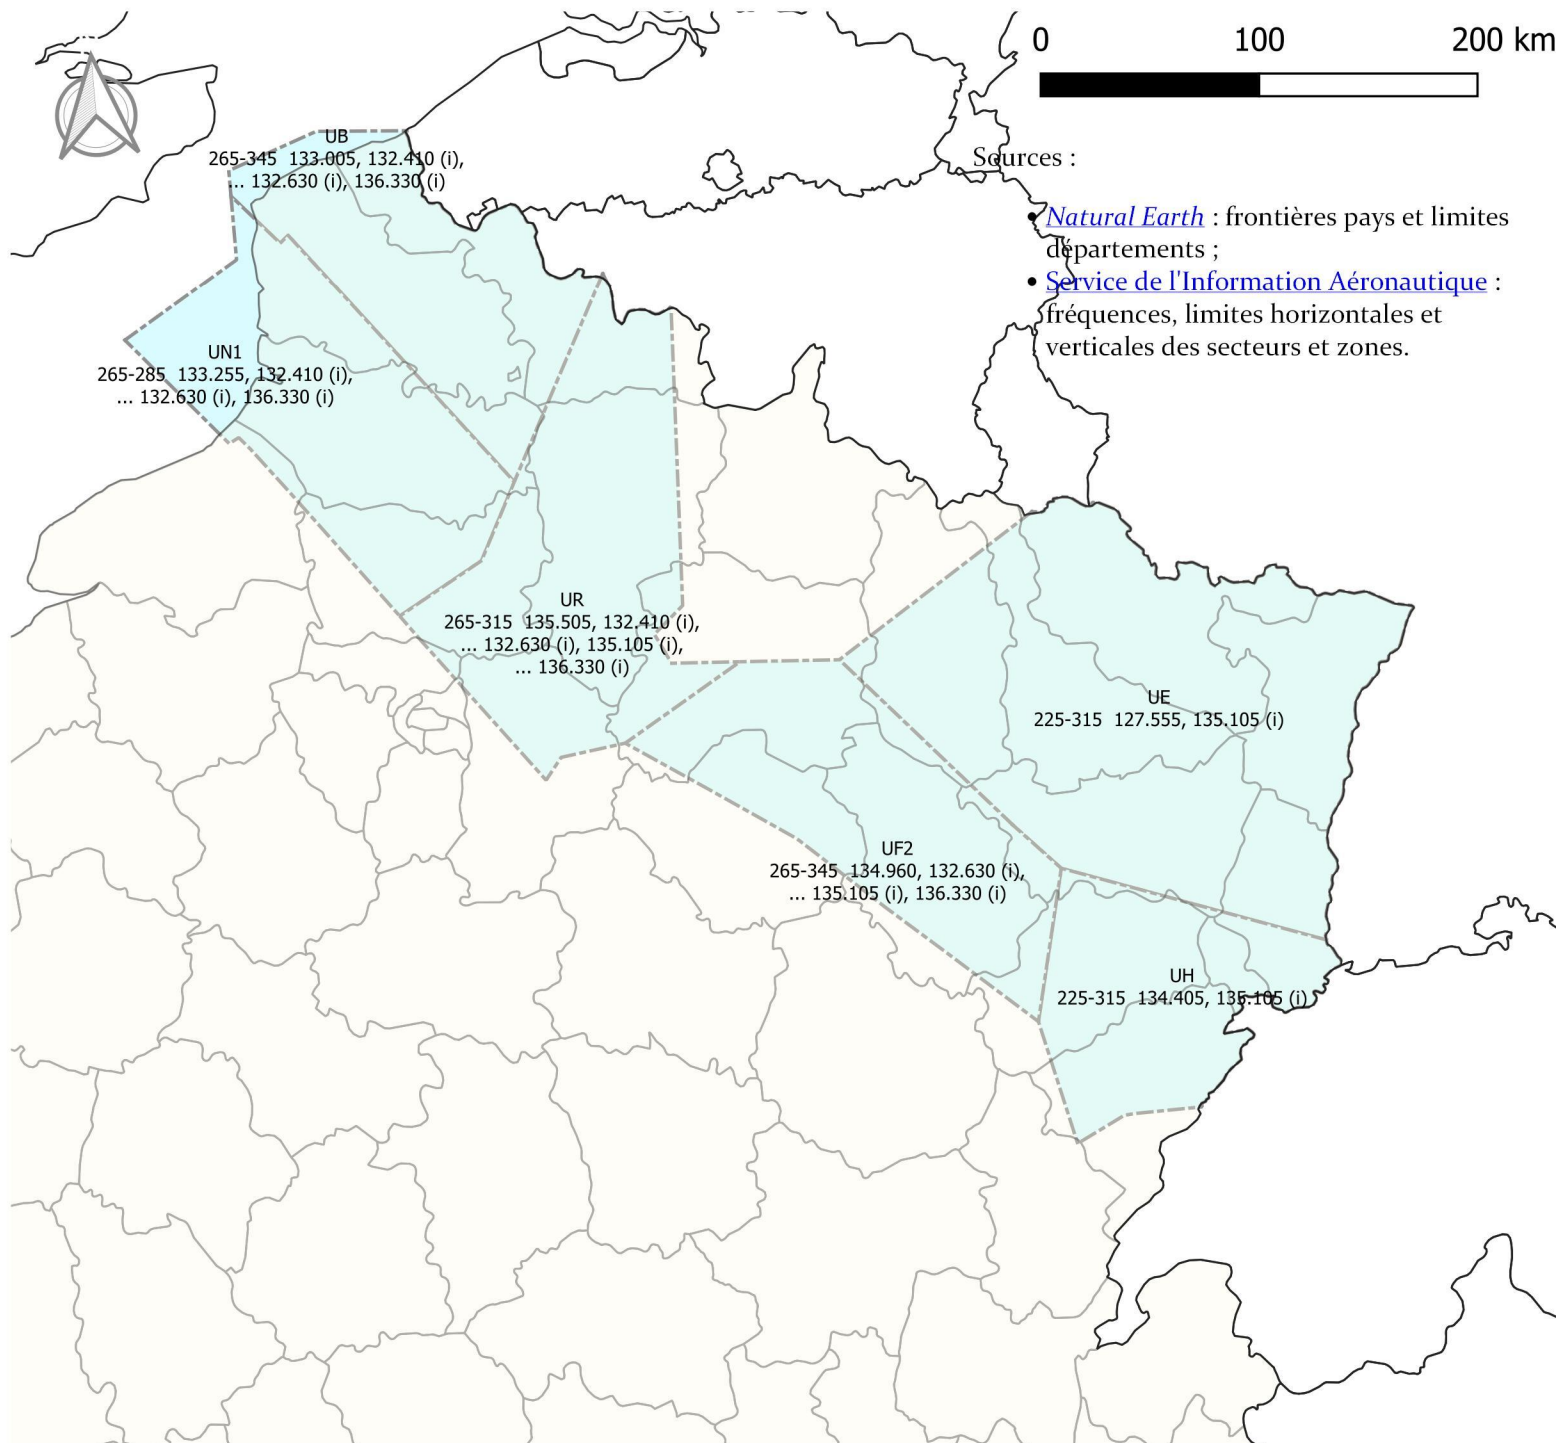 0 100 200 km
Sources :
• Natural Earth : frontières pays et limites
départements ;
• Service de l'Information Aéronautique :
fréquences, limites horizontales et
verticales des secteurs et zones.
UB
265-345 133.005, 132.410 (i),
... 132.630 (i), 136.330 (i)
UN1
265-285 133.255, 132.410 (i),
... 132.630 (i), 136.330 (i)
UR
265-315 135.505, 132.410 (i),
... 132.630 (i), 135.105 (i),
... 136.330 (i)
UE
225-315 127.555, 135.105 (i)
UF2
265-345 134.960, 132.630 (i),
... 135.105 (i), 136.330 (i)
UH
225-315 134.405, 135.105 (i)